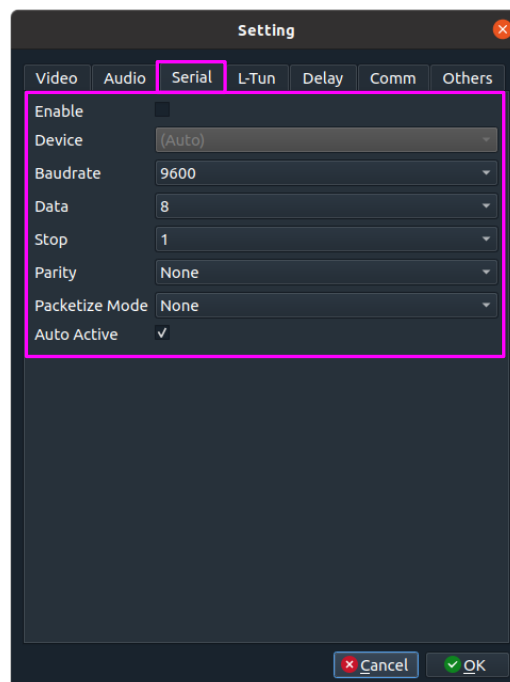 Setting
Video Audio Serial L-Tun Delay Comm Others
Enable
Device (Auto)
Baudrate 9600
Data 8
Stop 1
Parity None
Packetize Mode None
Auto Active
Cancel OK